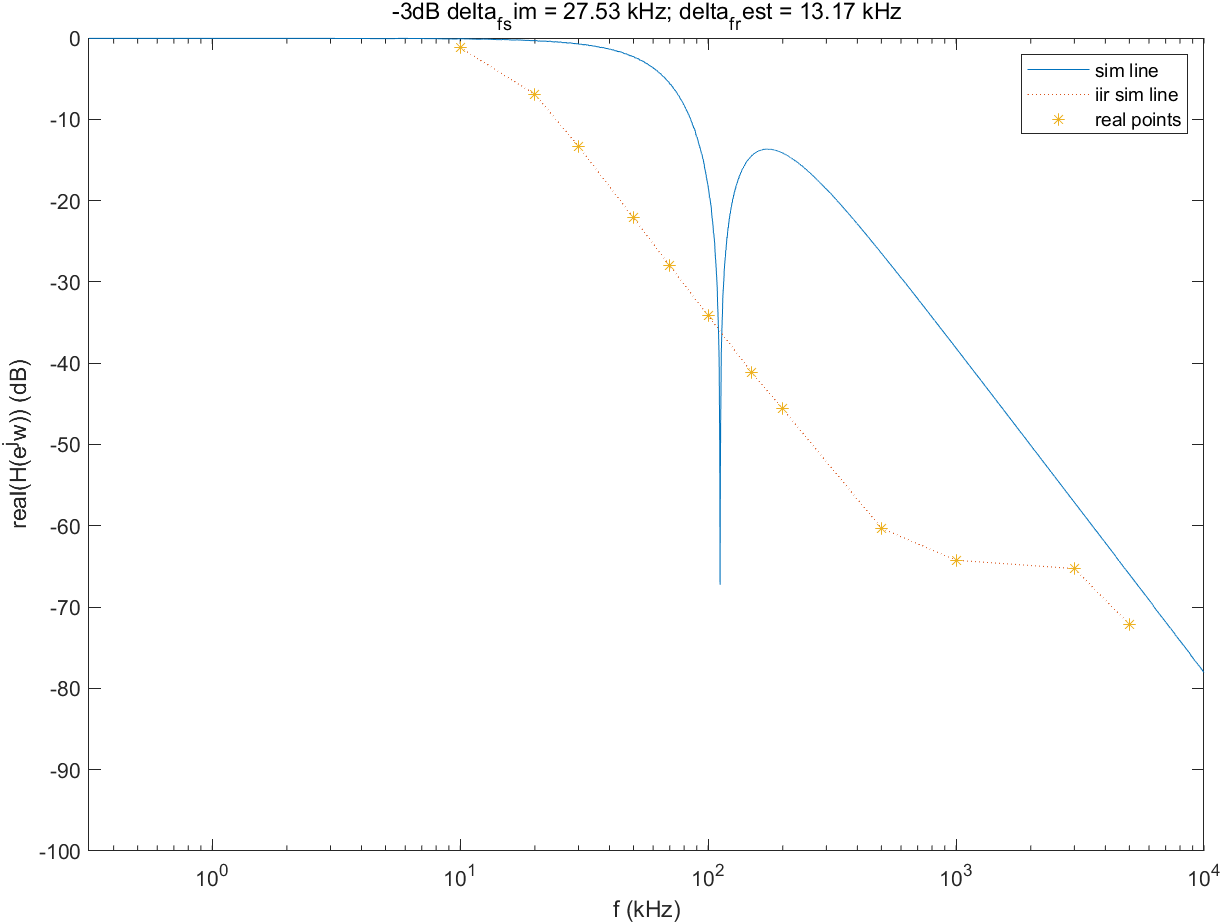 -3dB delta_fsim = 27.53 kHz; delta_frest = 13.17 kHz
sim line
iir sim line
real points
0
-10
-20
-30
-40
-50
-60
-70
-80
-90
-100
real(H(e^jw)) (dB)
10^0
10^1
10^2
10^3
10^4
f (kHz)